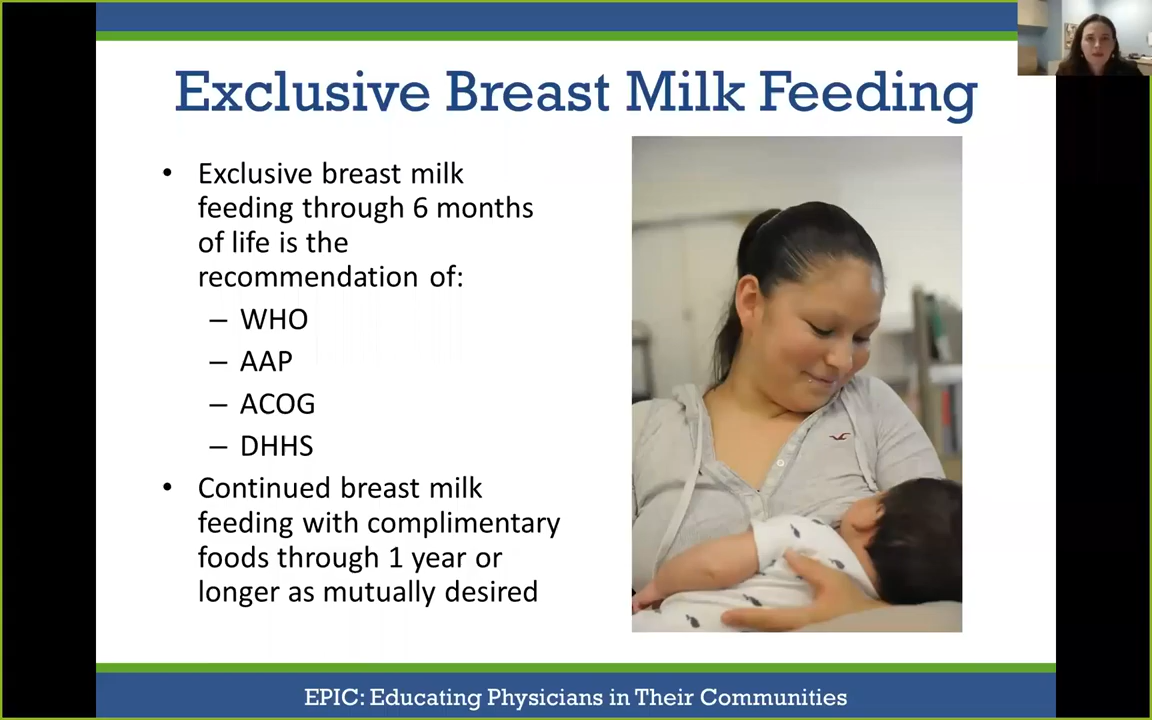 Exclusive Breast Milk Feeding
• Exclusive breast milk
feeding through 6 months
of life is the
recommendation of:
– WHO
– AAP
– ACOG
– DHHS
• Continued breast milk
feeding with complimentary
foods through 1 year or
longer as mutually desired
EPIC: Educating Physicians in Their Communities